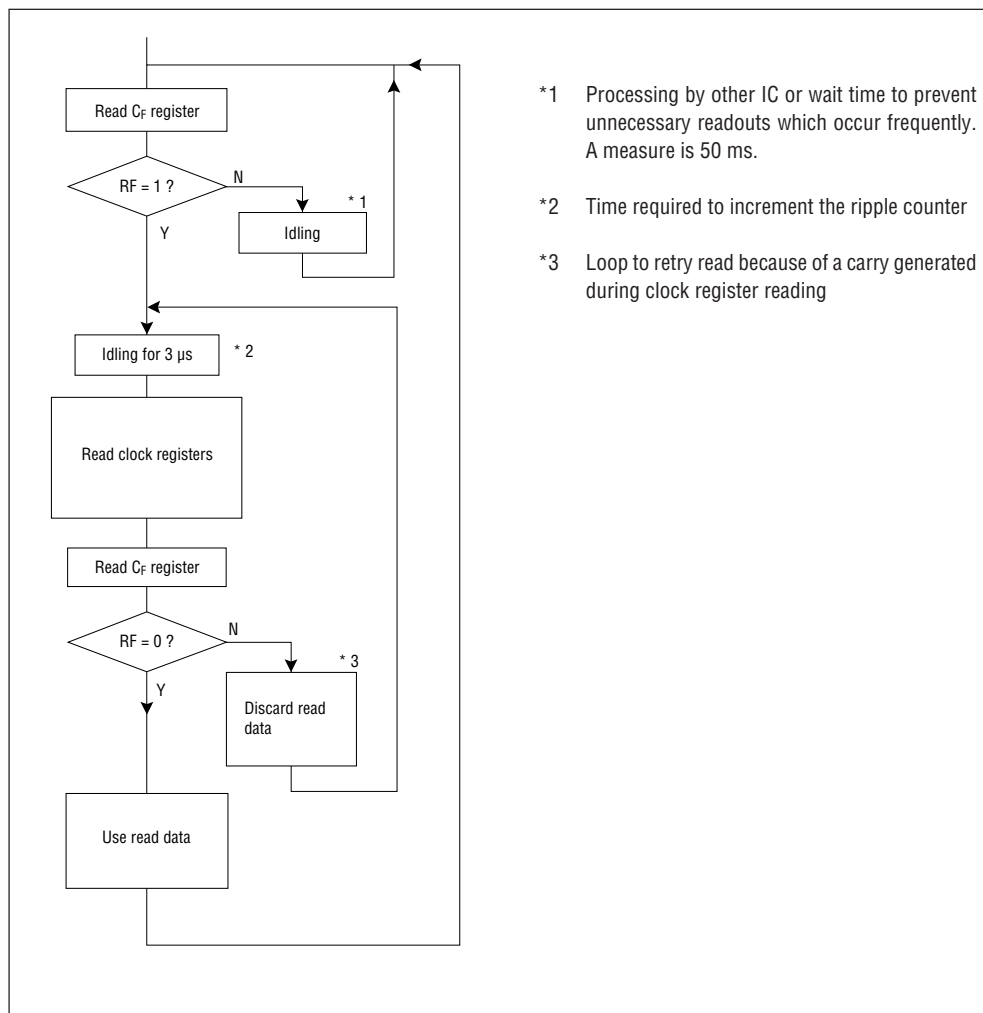 Read CF register
RF = 1 ?
N
Y
* 1
Idling
Idling for 3 µs
* 2
Read clock registers
Read CF register
RF = 0 ?
N
Y
* 3
Discard read
data
Use read data
*1 Processing by other IC or wait time to prevent
unnecessary readouts which occur frequently.
A measure is 50 ms.
*2 Time required to increment the ripple counter
*3 Loop to retry read because of a carry generated
during clock register reading